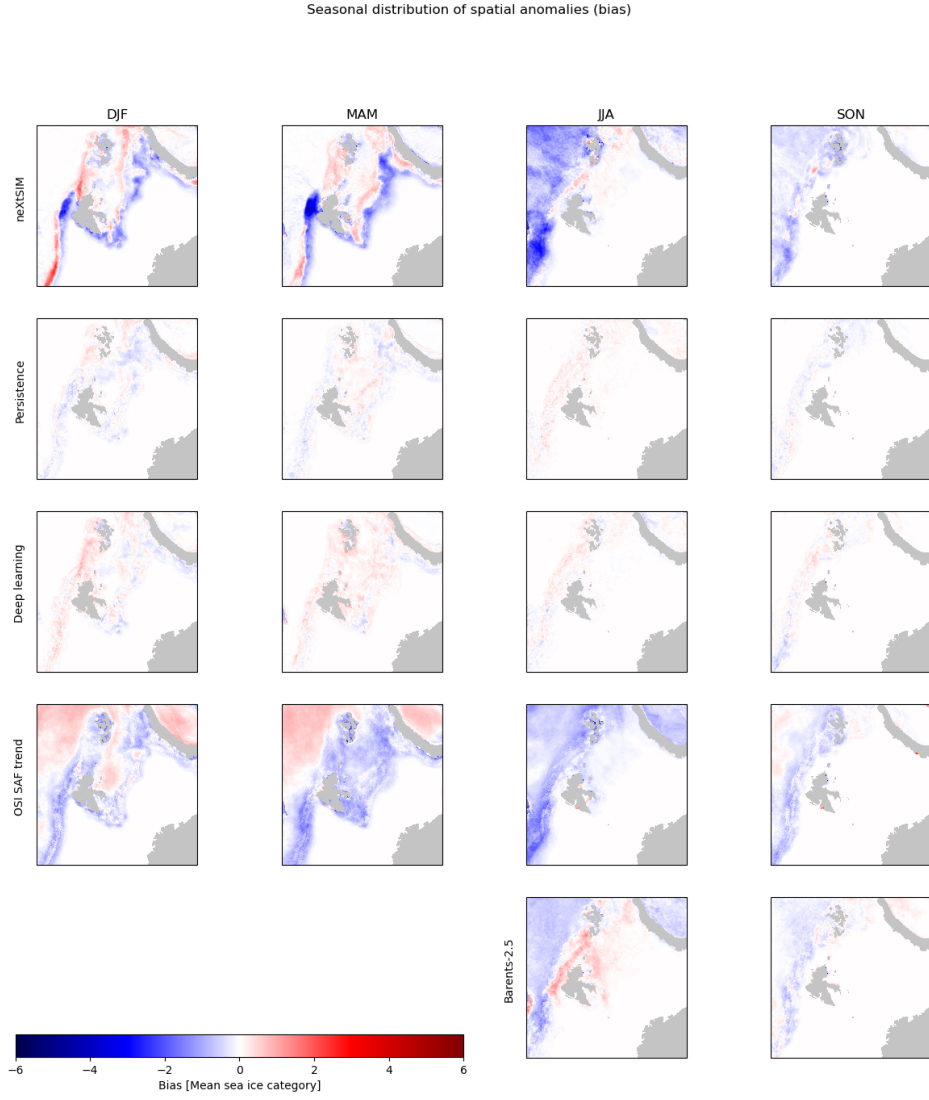 Seasonal distribution of spatial anomalies (bias)
DJF MAM JJA SON
neXtSIM
Persistence
Deep learning
OSI SAF trend
Barents-2.5
−6 −4 −2 0 2 4 6
Bias [Mean sea ice category]